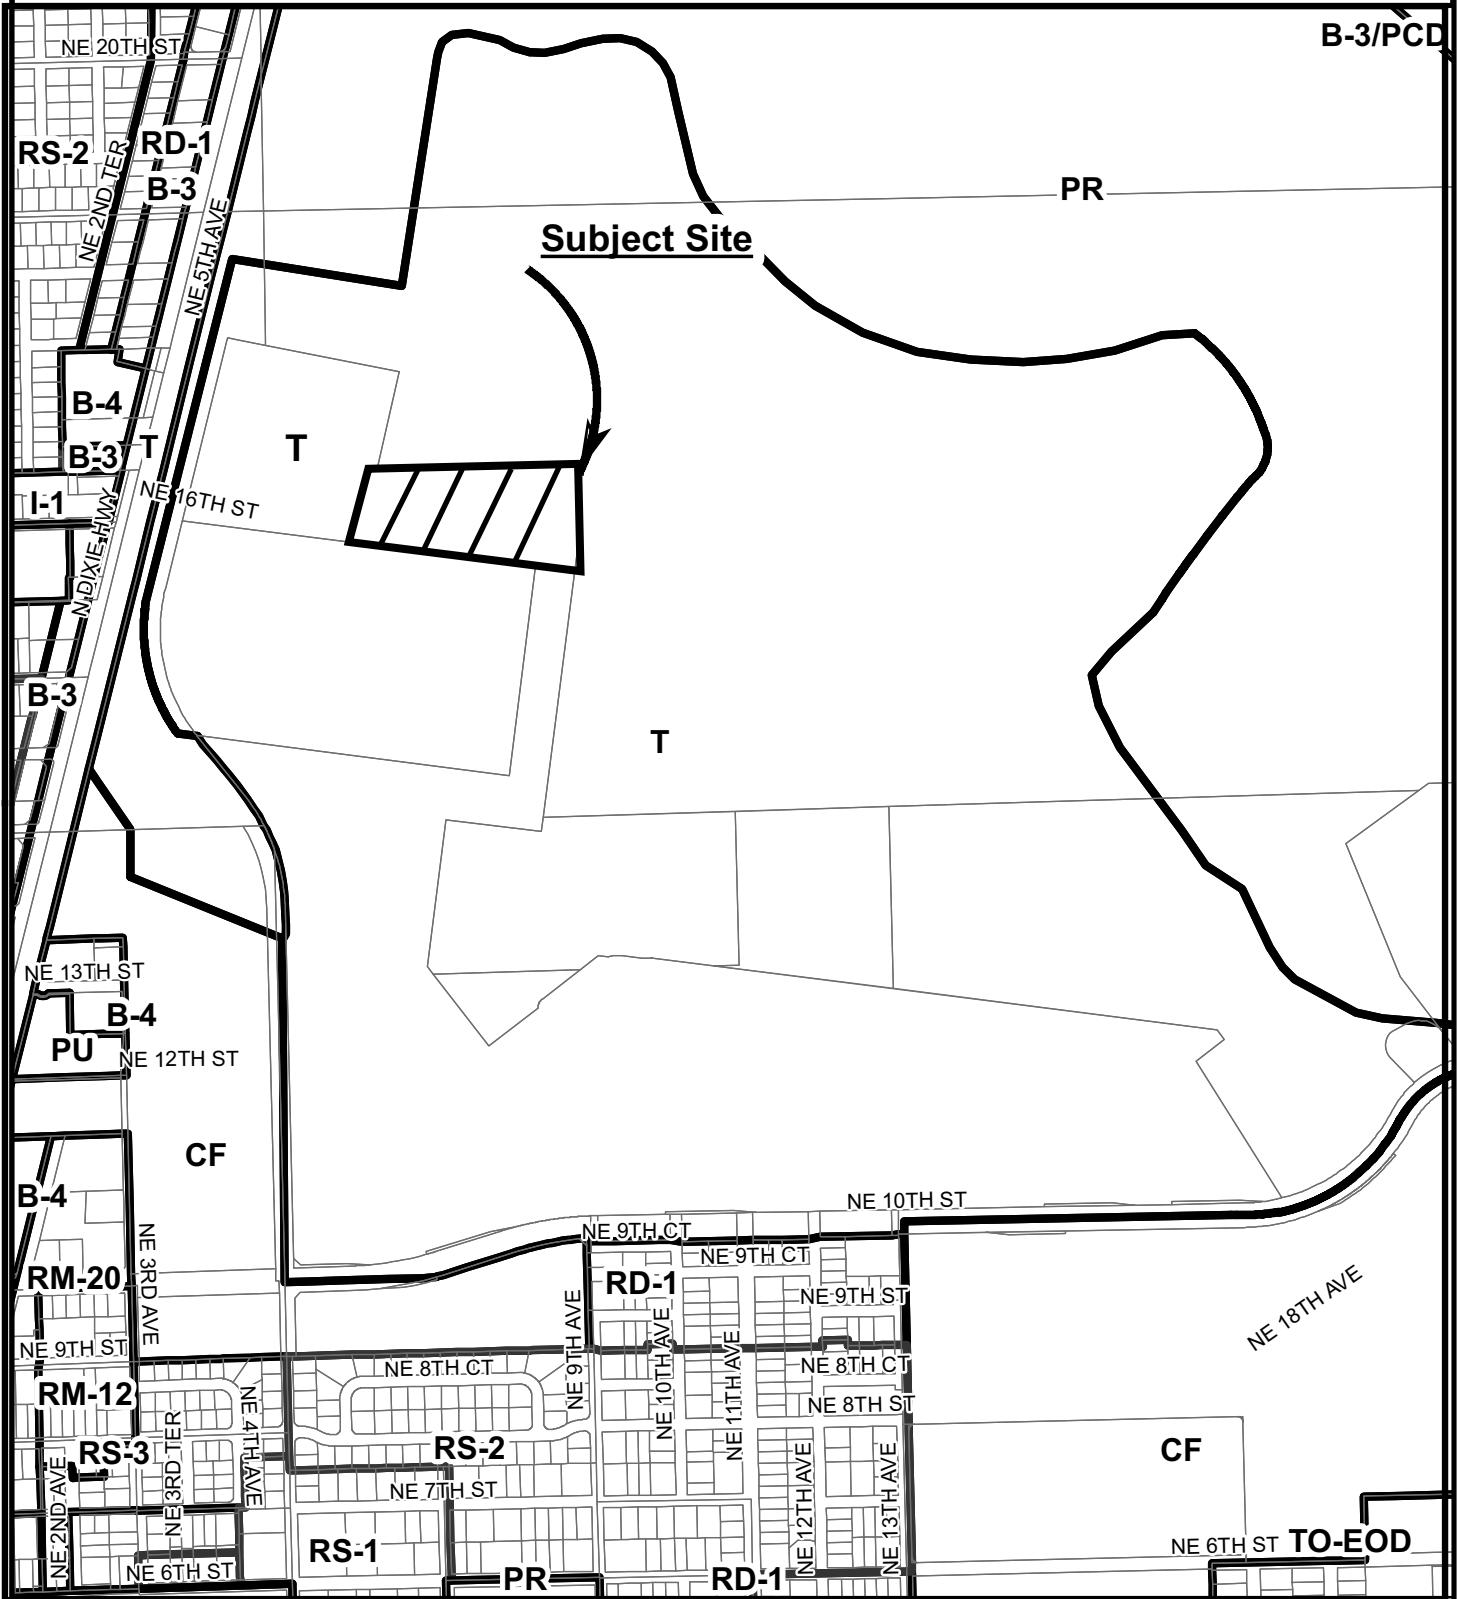 B-3/PCD
NE 20TH ST
RS-2
RD-1
B-3
NE 2ND TER
PR
NE 5TH AVE
Subject Site
B-4
B-3
T
T
I-1
NE 16TH ST
N DIXIE HWY
B-3
T
NE 13TH ST
B-4
PU
NE 12TH ST
CF
B-4
NE 10TH ST
NE 9TH CT
NE 9TH CT
NE 3RD AVE
RM-20
RD-1
NE 9TH ST
NE 18TH AVE
NE 9TH ST
NE 8TH CT
NE 9TH AVE
NE 10TH AVE
NE 11TH AVE
NE 8TH CT
RM-12
NE 4TH AVE
NE 8TH ST
RS-3
RS-2
CF
NE 3RD TER
NE 7TH ST
NE 2ND AVE
NE 12TH AVE
NE 13TH AVE
RS-1
NE 6TH ST
TO-EOD
NE 6TH ST
PR
RD-1